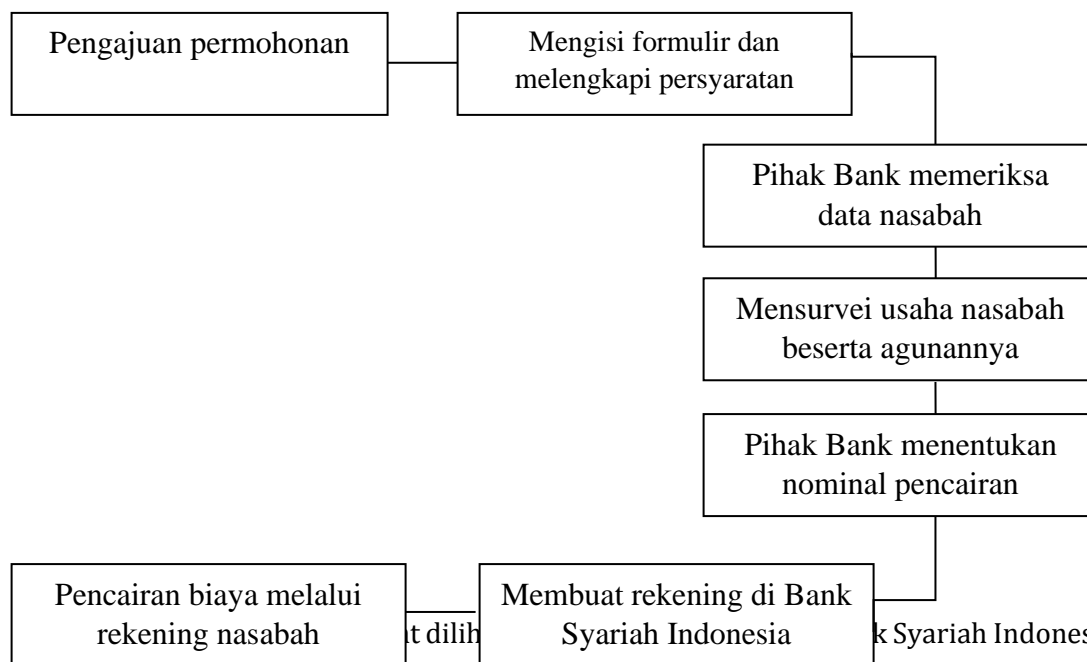 Pengajuan permohonan
Mengisi formulir dan
melengkapi persyaratan
Pihak Bank memeriksa
data nasabah
Mensurvei usaha nasabah
beserta agunannya
Pihak Bank menentukan
nominal pencairan
Membuat rekening di Bank
Syariah Indonesia
Pencairan biaya melalui
rekening nasabah
Syariah